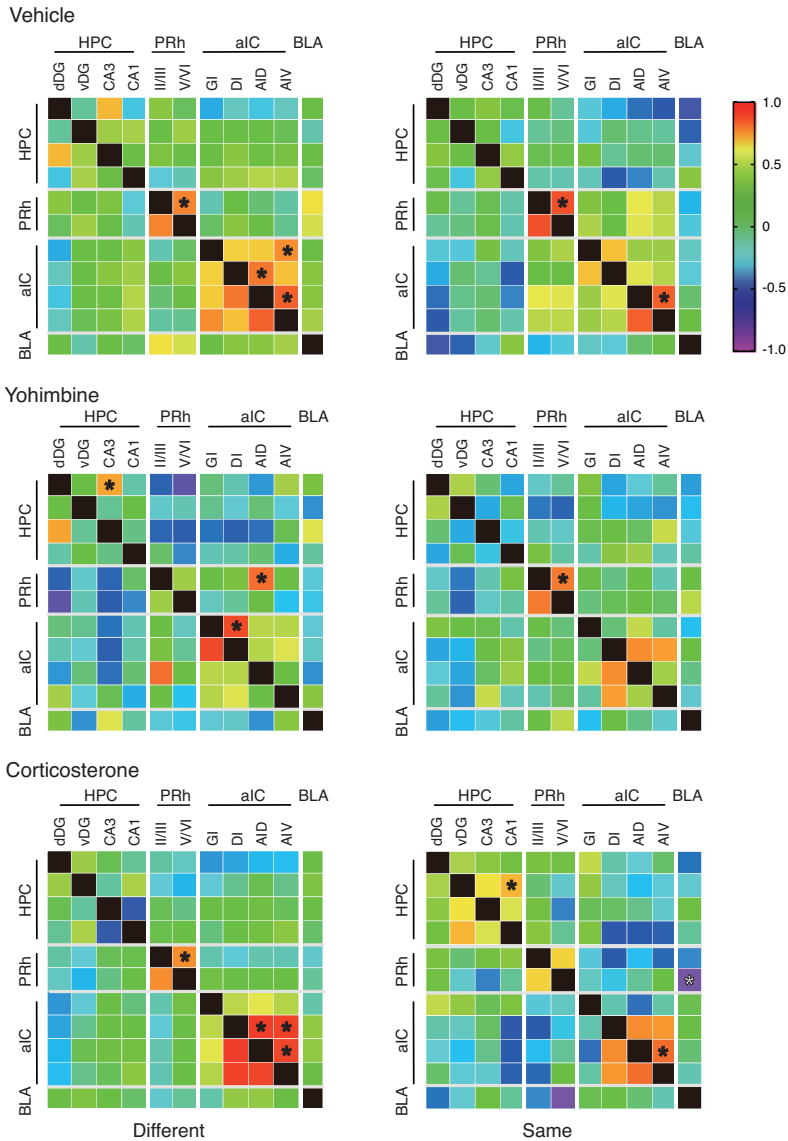 Vehicle
HPC PRh aIC BLA
dDG vDG CA3 CA1 II/III V/VI GI DI AID AIV
HPC
PRh
aIC
BLA
* * * * *
HPC PRh aIC BLA
dDG vDG CA3 CA1 II/III V/VI GI DI AID AIV
HPC
PRh
aIC
BLA
* *
1.0
0.5
0
-0.5
-1.0
Yohimbine
HPC PRh aIC BLA
dDG vDG CA3 CA1 II/III V/VI GI DI AID AIV
HPC
PRh
aIC
BLA
* * *
HPC PRh aIC BLA
dDG vDG CA3 CA1 II/III V/VI GI DI AID AIV
HPC
PRh
aIC
BLA
*
Corticosterone
HPC PRh aIC BLA
dDG vDG CA3 CA1 II/III V/VI GI DI AID AIV
HPC
PRh
aIC
BLA
* * * *
Different
HPC PRh aIC BLA
dDG vDG CA3 CA1 II/III V/VI GI DI AID AIV
HPC
PRh
aIC
BLA
* * *
Same